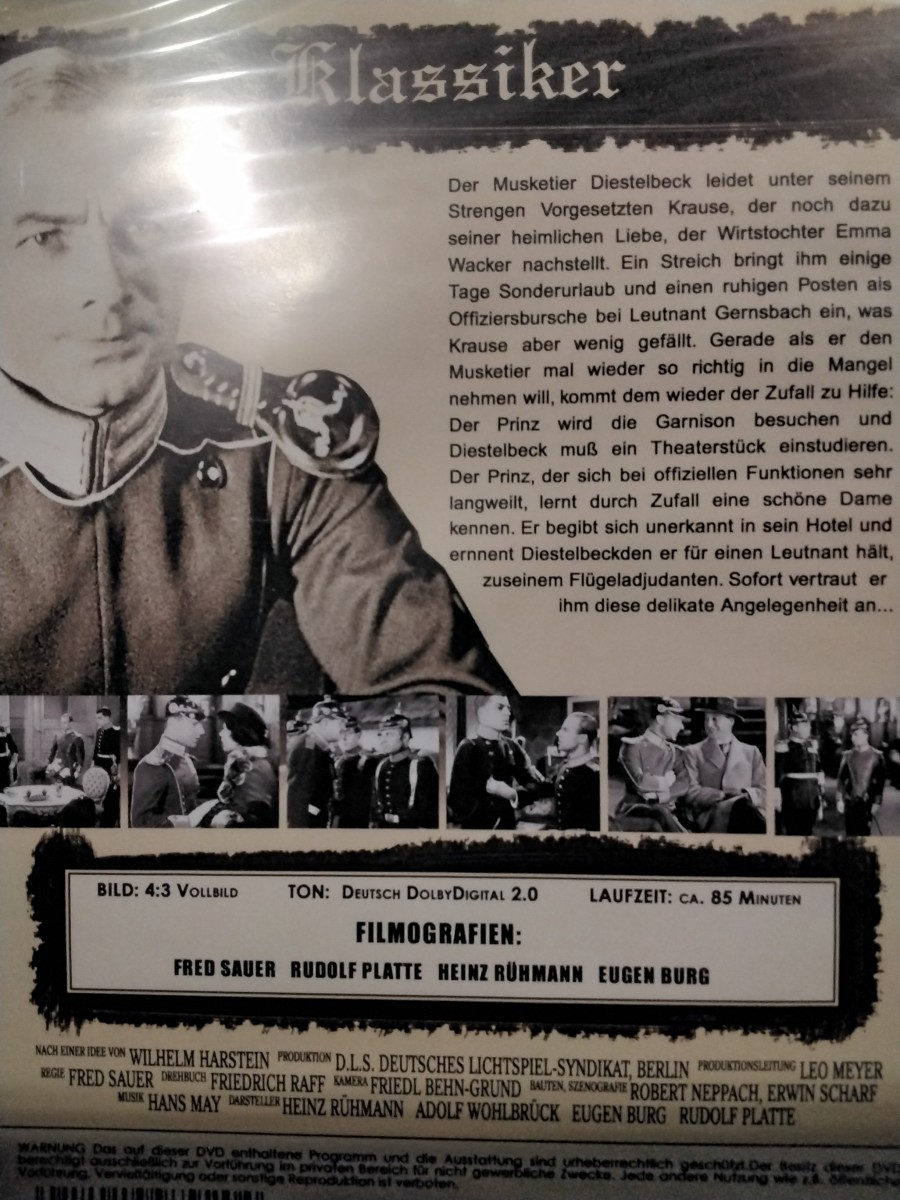 Klassiker
Der Musketier Diestelbeck leidet unter seinem
Strengen Vorgesetzten Krause, der noch dazu
seiner heimlichen Liebe, der Wirtstochter Emma
Wacker nachstellt. Ein Streich bringt ihm einige
Tage Sonderurlaub und einen ruhigen Posten als
Offiziersbursche bei Leutnant Gernsbach ein, was
Krause aber wenig gefällt. Gerade als er den
Musketier mal wieder so richtig in die Mangel
nehmen will, kommt dem wieder der Zufall zu Hilfe:
Der Prinz wird die Garnison besuchen und
Diestelbeck muß ein Theaterstück einstudieren.
Der Prinz, der sich bei offiziellen Funktionen sehr
langweilt, lernt durch Zufall eine schöne Dame
kennen. Er begibt sich unerkannt in sein Hotel und
ernnent Diestelbeckden er für einen Leutnant hält,
zuseinem Flügeladjudanten. Sofort vertraut er
ihm diese delikate Angelegenheit an...
BILD: 4:3 VOLLBILD TON: DEUTSCH DOLBYDIGITAL 2.0 LAUFZEIT: CA. 85 MINUTEN
FILMOGRAFIEN:
FRED SAUER RUDOLF PLATTE HEINZ RÜHMANN EUGEN BURG
NACH EINER IDEE VON WILHELM HARSTEIN PRODUKTION D.L.S. DEUTSCHES LICHTSPIEL-SYNDIKAT, BERLIN PRODUKTIONSLEITUNG LEO MEYER
REGIE FRED SAUER DREHBUCH FRIEDRICH RAFF KAMERA FRIEDL BEHN-GRUND BAUTEN, SZENOGRAFIE ROBERT NEPPACH, ERWIN SCHARF
MUSIK HANS MAY DARSTELLER HEINZ RÜHMANN ADOLF WOHLBRÜCK EUGEN BURG RUDOLF PLATTE
WARNUNG Das auf dieser DVD enthaltene Programm und die Ausstattung sind urheberrechtlich geschützt.Der Besitz dieser DVD
berechtigt ausschließlich zur Vorführung im privaten Bereich für nicht gewerbliche Zwecke. Jede andere Nutzung wie z.B. öffentliche
Vorführung, Vervielfältigung oder sonstige Reproduktion ist verboten.